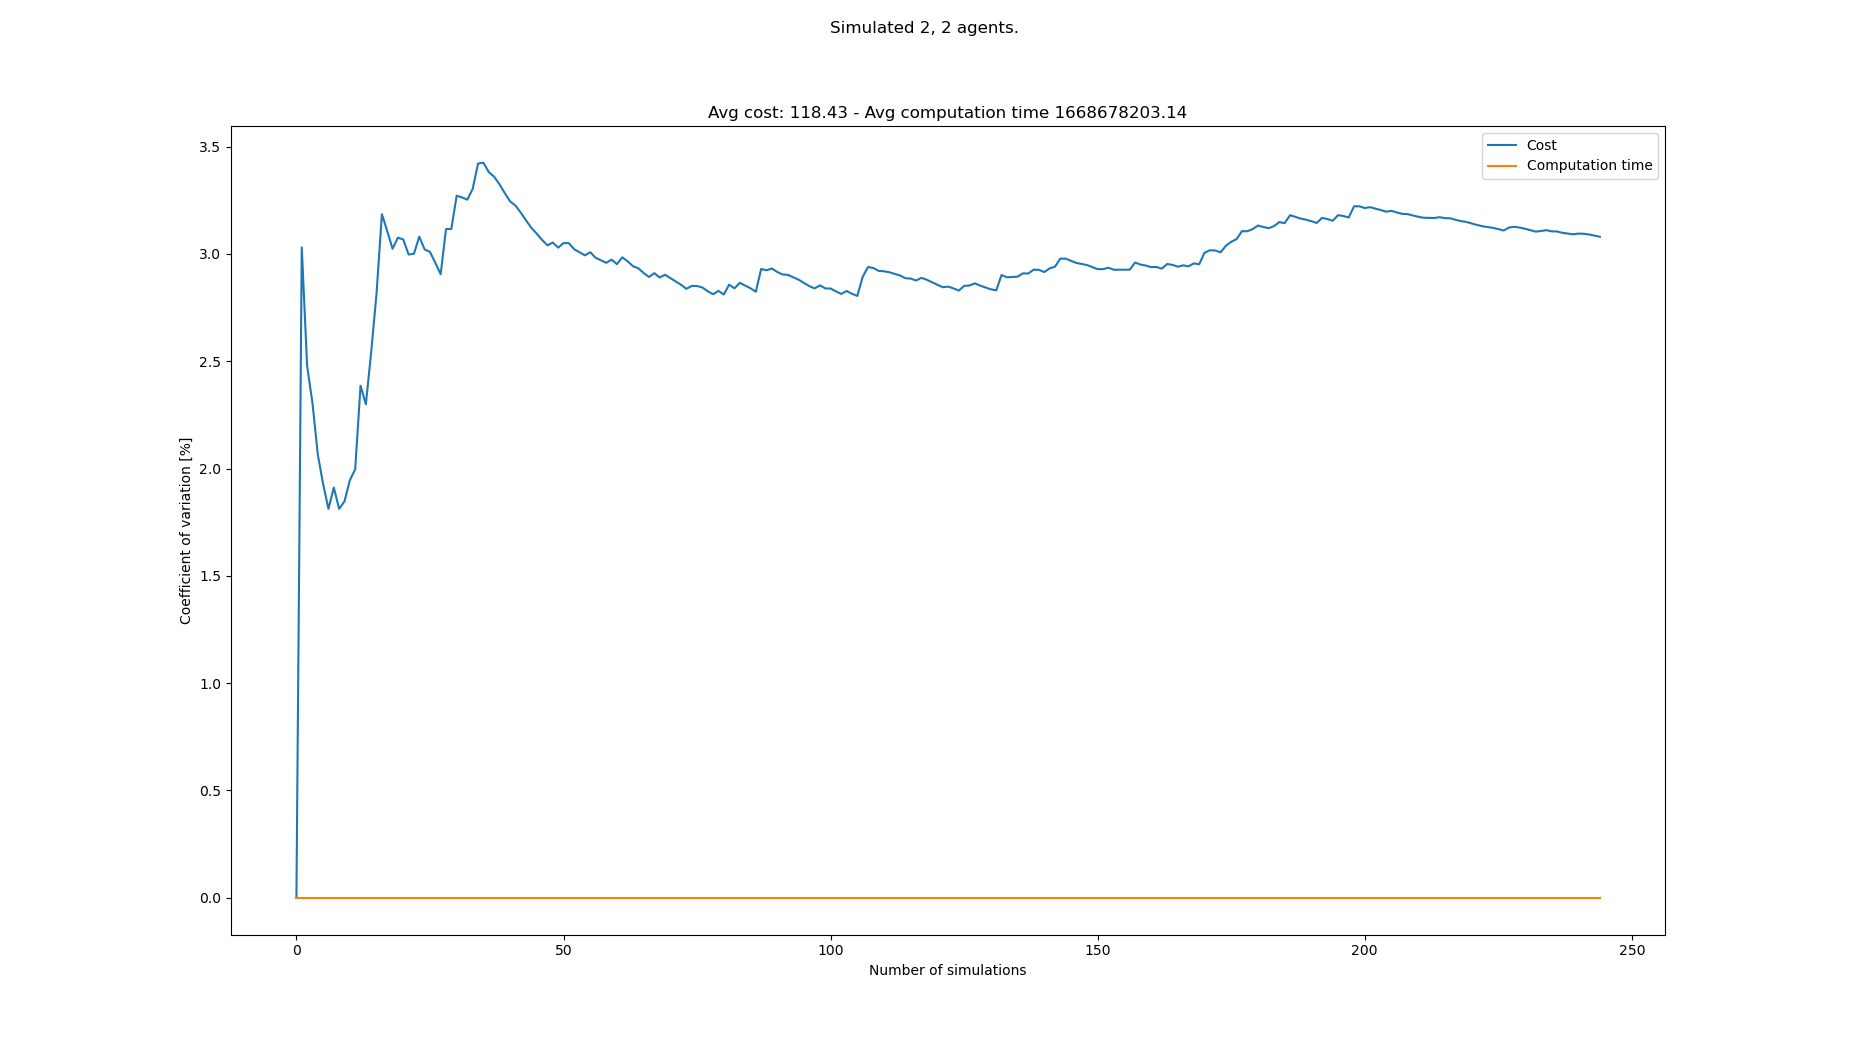 Simulated 2, 2 agents.
Avg cost: 118.43 - Avg computation time 1668678203.14
Cost
Computation time
3.5
3.0
2.5
2.0
1.5
1.0
0.5
0.0
Coefficient of variation [%]
0 50 100 150 200 250
Number of simulations